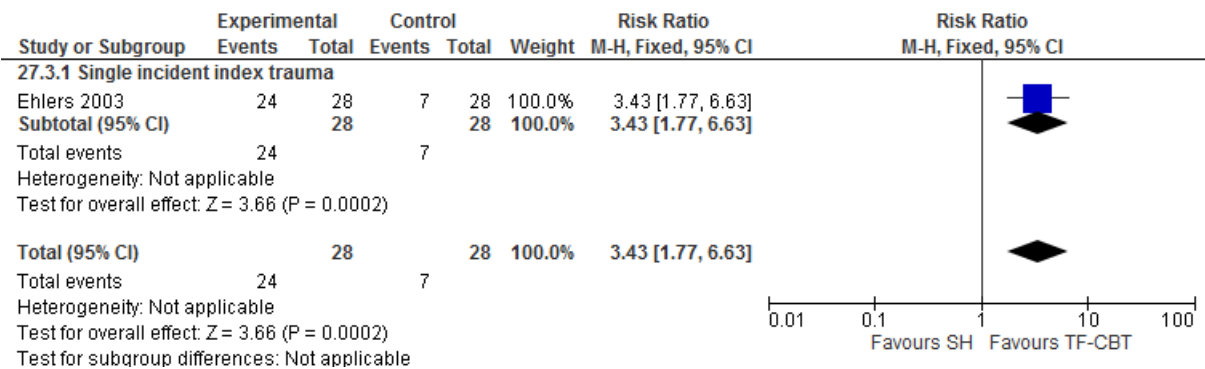 Experimental Control Risk Ratio Risk Ratio
Study or Subgroup Events Total Events Total Weight M-H, Fixed, 95% CI M-H, Fixed, 95% CI
27.3.1 Single incident index trauma
Ehlers 2003 24 28 7 28 100.0% 3.43 [1.77, 6.63]
Subtotal (95% CI) 28 28 100.0% 3.43 [1.77, 6.63]
Total events 24 7
Heterogeneity: Not applicable
Test for overall effect: Z = 3.66 (P = 0.0002)
Total (95% CI) 28 28 100.0% 3.43 [1.77, 6.63]
Total events 24 7
Heterogeneity: Not applicable
Test for overall effect: Z = 3.66 (P = 0.0002)
Test for subgroup differences: Not applicable
0.01 0.1 1 10 100
Favours SH Favours TF-CBT